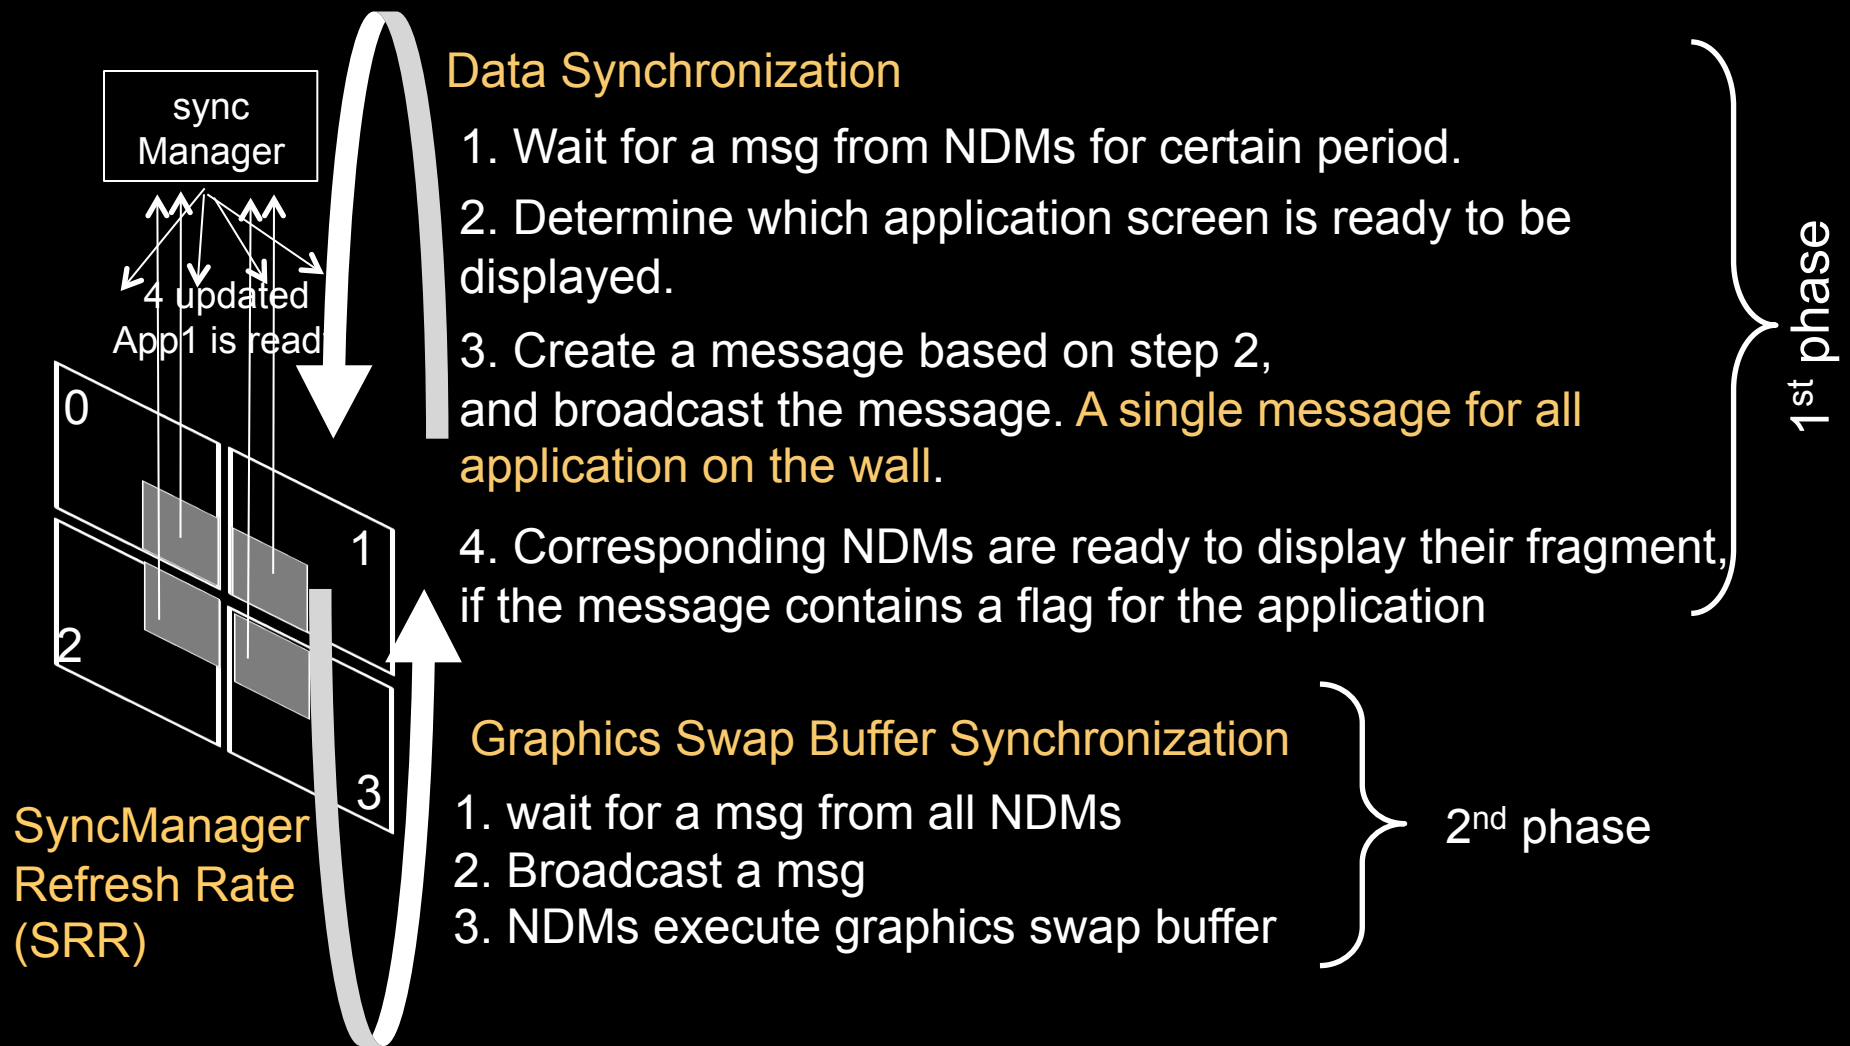 sync
Manager
4 updated
App1 is read
0
1
2
3
SyncManager
Refresh Rate
(SRR)
Data Synchronization
1. Wait for a msg from NDMs for certain period.
2. Determine which application screen is ready to be
displayed.
3. Create a message based on step 2,
and broadcast the message. A single message for all
application on the wall.
4. Corresponding NDMs are ready to display their fragment,
if the message contains a flag for the application
1st phase
Graphics Swap Buffer Synchronization
1. wait for a msg from all NDMs
2. Broadcast a msg
3. NDMs execute graphics swap buffer
2nd phase